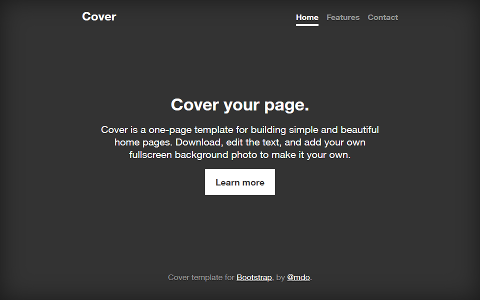 Cover
Home Features Contact
Cover your page.
Cover is a one-page template for building simple and beautiful
home pages. Download, edit the text, and add your own
fullscreen background photo to make it your own.
Learn more
Cover template for Bootstrap, by @mdo.